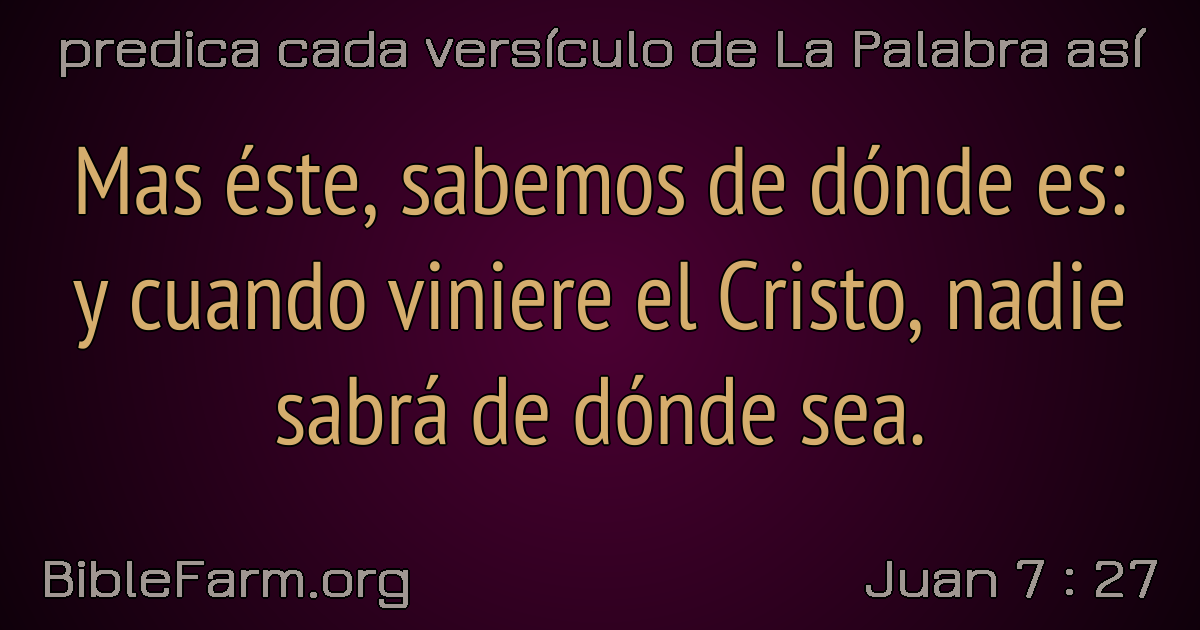 predica cada versículo de La Palabra así
Mas éste, sabemos de dónde es:
y cuando viniere el Cristo, nadie
sabrá de dónde sea.
BibleFarm.org
Juan 7 : 27